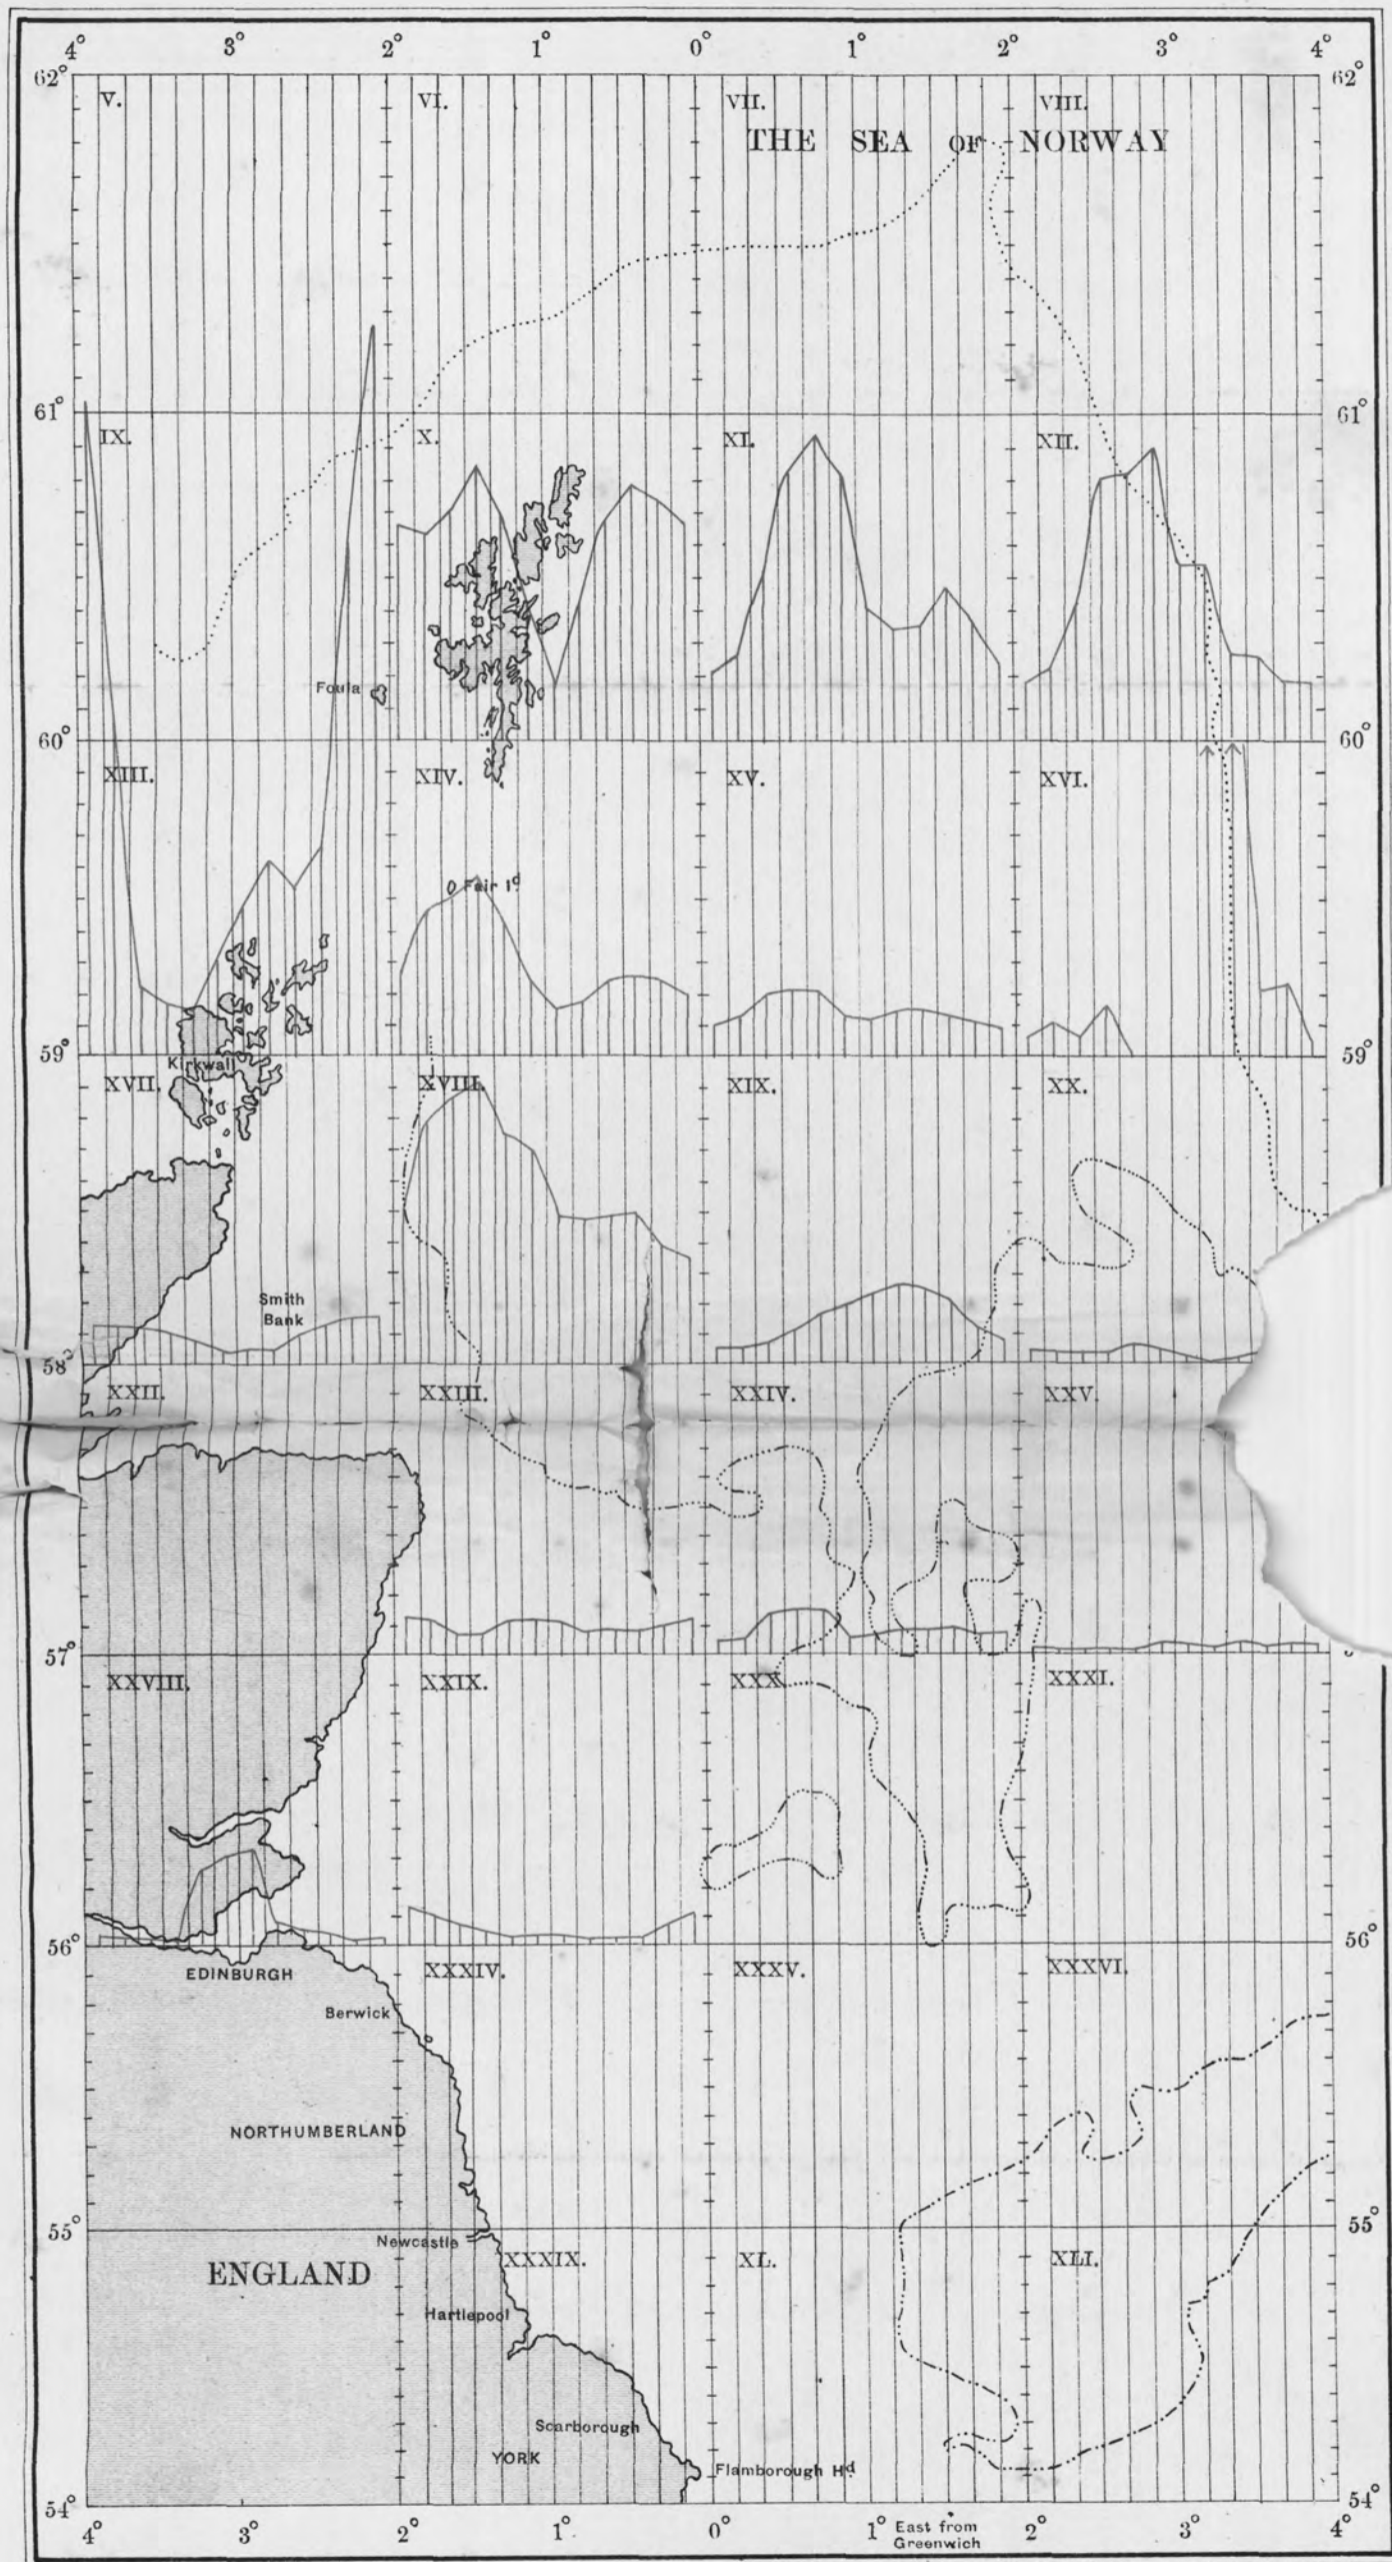 4° 3° 2° 1° 0° 1° 2° 3° 4°
62° 62°
V. VI. VII. VIII.
THE SEA OF NORWAY
61° 61°
IX. X. XI. XII.
Foula
60° 60°
XIII. XIV. XV. XVI.
Fair Id.
59° 59°
Kirkwall
XVII. XVIII. XIX. XX.
Smith
Bank
58°
XXII. XXIII. XXIV. XXV.
57°
XXVIII. XXIX. XXX. XXXI.
56° 56°
EDINBURGH
XXXIV. XXXV. XXXVI.
Berwick
NORTHUMBERLAND
55° 55°
Newcastle
ENGLAND
XXXIX. XL. XLI.
Hartlepool
Scarborough
YORK
Flamborough Hd.
54° 54°
4° 3° 2° 1° 0° 1° East from 2° 3° 4°
Greenwich